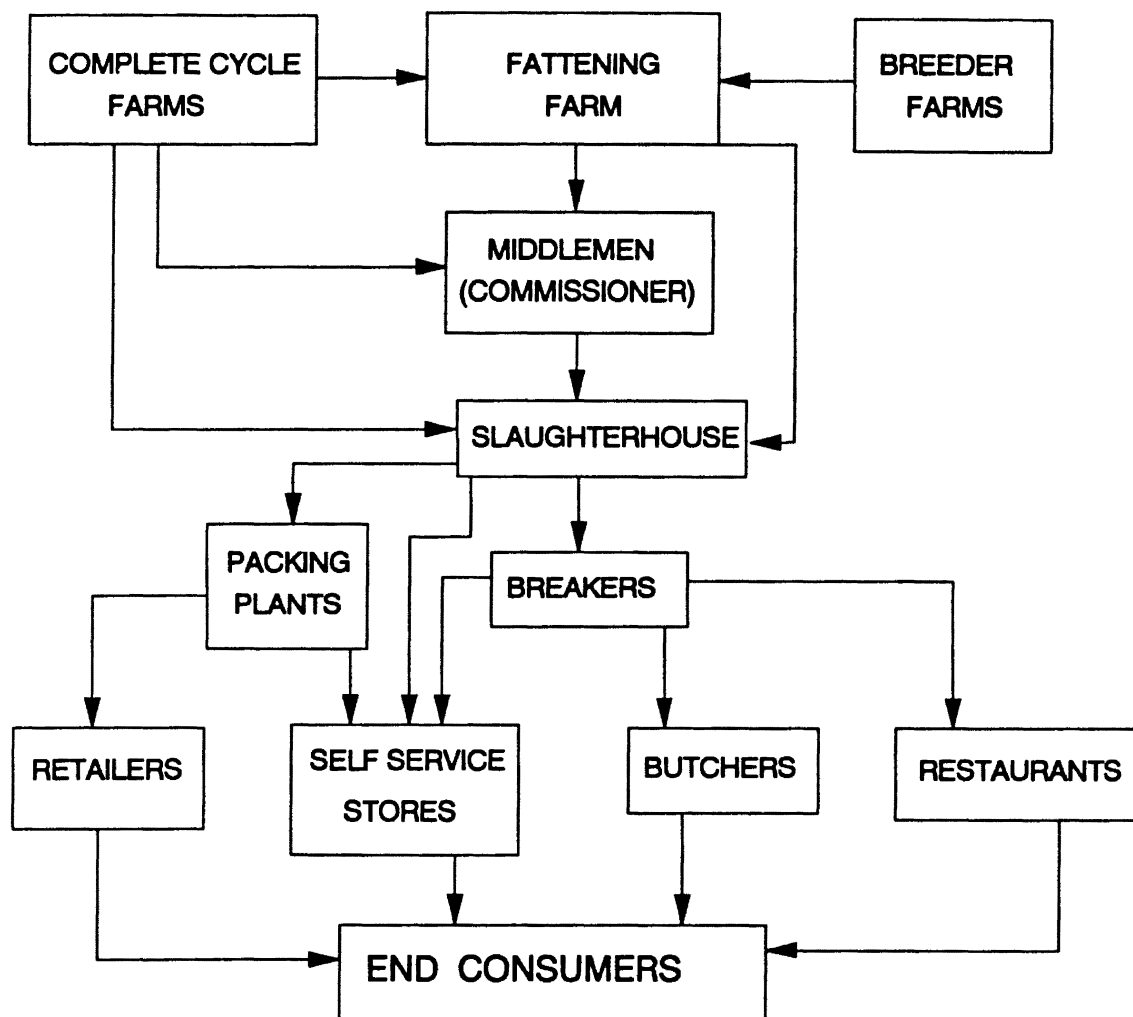 COMPLETE CYCLE
FARMS
FATTENING
FARM
BREEDER
FARMS
MIDDLEMEN
(COMMISSIONER)
SLAUGHTERHOUSE
PACKING
PLANTS
BREAKERS
RETAILERS
SELF SERVICE
STORES
BUTCHERS
RESTAURANTS
END CONSUMERS